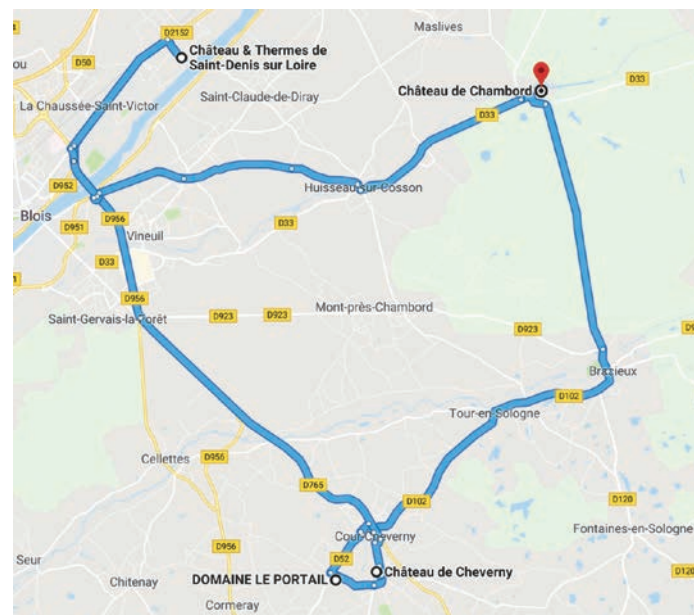 Maslives
D2152
Château & Thermes de
Saint-Denis sur Loire
D50
Saint-Claude-de-Diray
Château de Chambord
D33
La Chaussée-Saint-Victor
D33
D952
Huisseau-sur-Cosson
Blois
D951
D956
Vineuil
D33
D33
D956
Mont-près-Chambord
Saint-Gervais-la-Forêt
D923
D923
D923
Bracieux
D102
Tour-en-Sologne
Cellettes
D956
D765
D102
D120
Cour-Cheverny
Fontaines-en-Sologne
D956
D52
Seur
Chitenay
DOMAINE LE PORTAIL
Château de Cheverny
D120
Cormeray